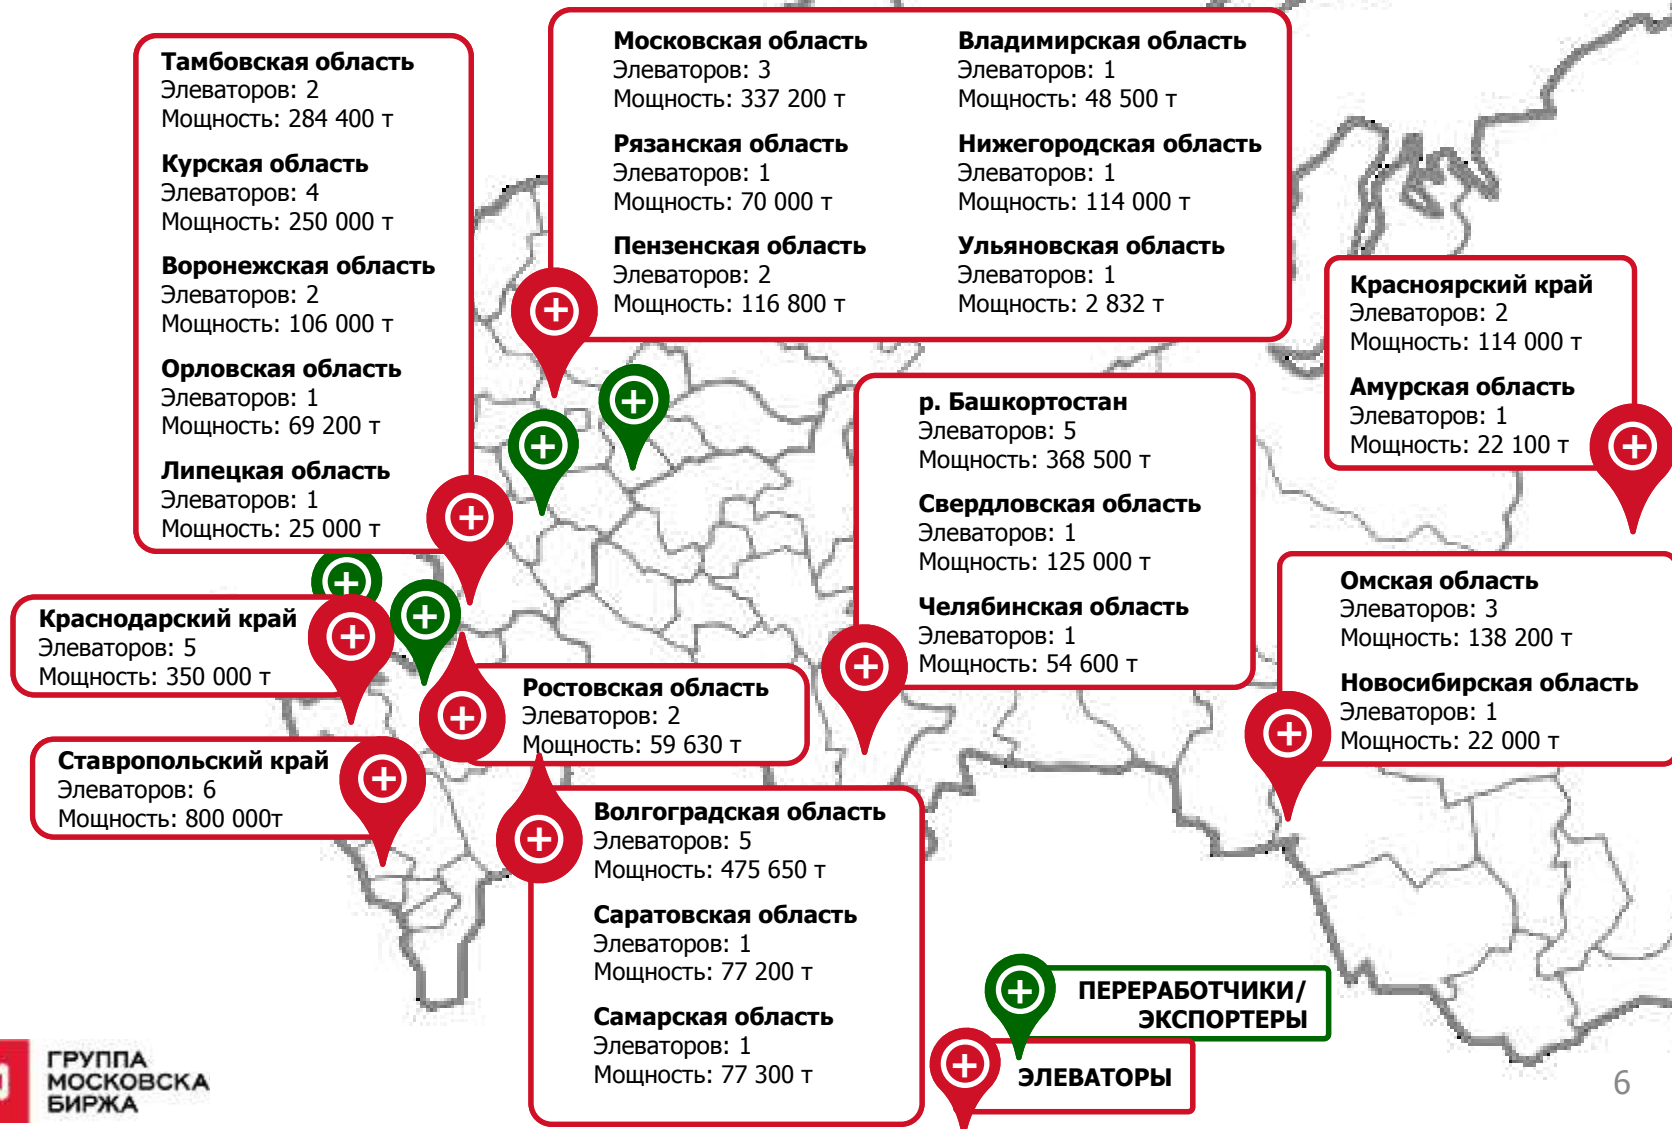 Тамбовская область
Элеваторов: 2
Мощность: 284 400 т
Курская область
Элеваторов: 4
Мощность: 250 000 т
Воронежская область
Элеваторов: 2
Мощность: 106 000 т
Орловская область
Элеваторов: 1
Мощность: 69 200 т
Липецкая область
Элеваторов: 1
Мощность: 25 000 т
Московская область
Элеваторов: 3
Мощность: 337 200 т
Рязанская область
Элеваторов: 1
Мощность: 70 000 т
Пензенская область
Элеваторов: 2
Мощность: 116 800 т
Владимирская область
Элеваторов: 1
Мощность: 48 500 т
Нижегородская область
Элеваторов: 1
Мощность: 114 000 т
Ульяновская область
Элеваторов: 1
Мощность: 2 832 т
Красноярский край
Элеваторов: 2
Мощность: 114 000 т
Амурская область
Элеваторов: 1
Мощность: 22 100 т
р. Башкортостан
Элеваторов: 5
Мощность: 368 500 т
Свердловская область
Элеваторов: 1
Мощность: 125 000 т
Челябинская область
Элеваторов: 1
Мощность: 54 600 т
Омская область
Элеваторов: 3
Мощность: 138 200 т
Новосибирская область
Элеваторов: 1
Мощность: 22 000 т
Краснодарский край
Элеваторов: 5
Мощность: 350 000 т
Ростовская область
Элеваторов: 2
Мощность: 59 630 т
Ставропольский край
Элеваторов: 6
Мощность: 800 000т
Волгоградская область
Элеваторов: 5
Мощность: 475 650 т
Саратовская область
Элеваторов: 1
Мощность: 77 200 т
Самарская область
Элеваторов: 1
Мощность: 77 300 т
ПЕРЕРАБОТЧИКИ/
ЭКСПОРТЕРЫ
ЭЛЕВАТОРЫ
ГРУППА
МОСКОВСКА
БИРЖА
6